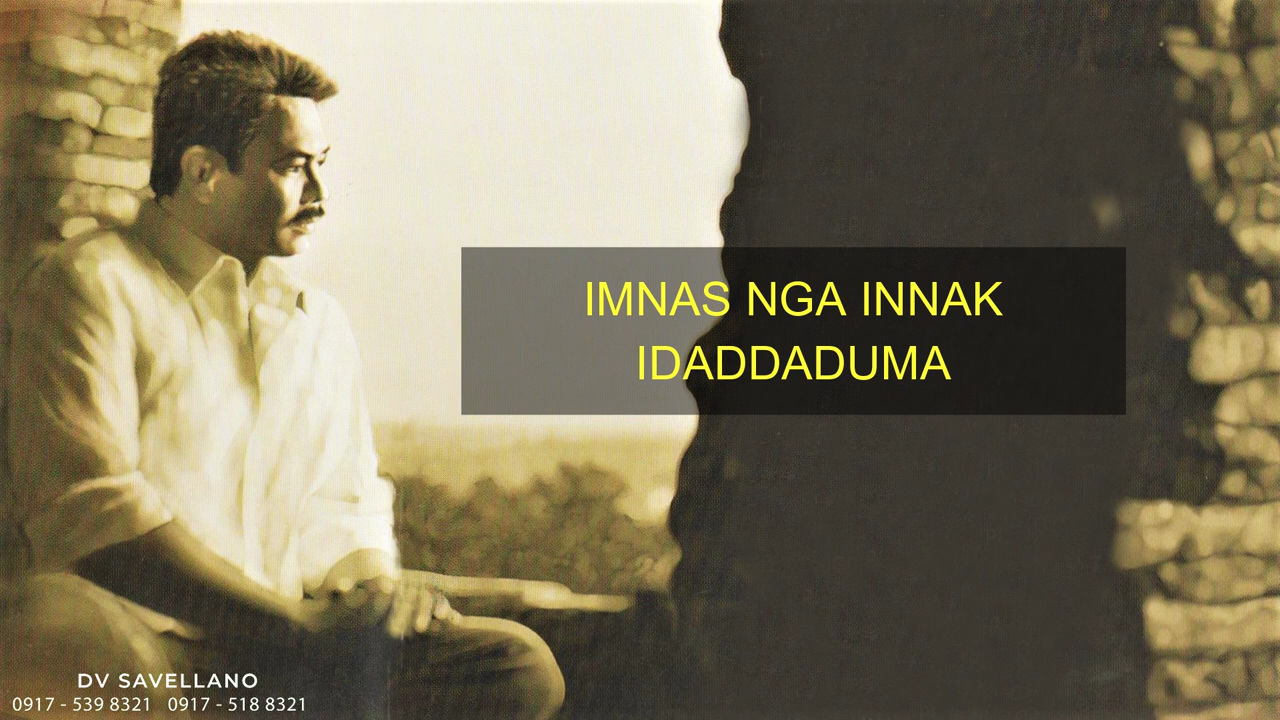 IMNAS NGA INNAK
IDADDADUMA
DV SAVELLANO
0917 - 539 8321 0917 - 518 8321